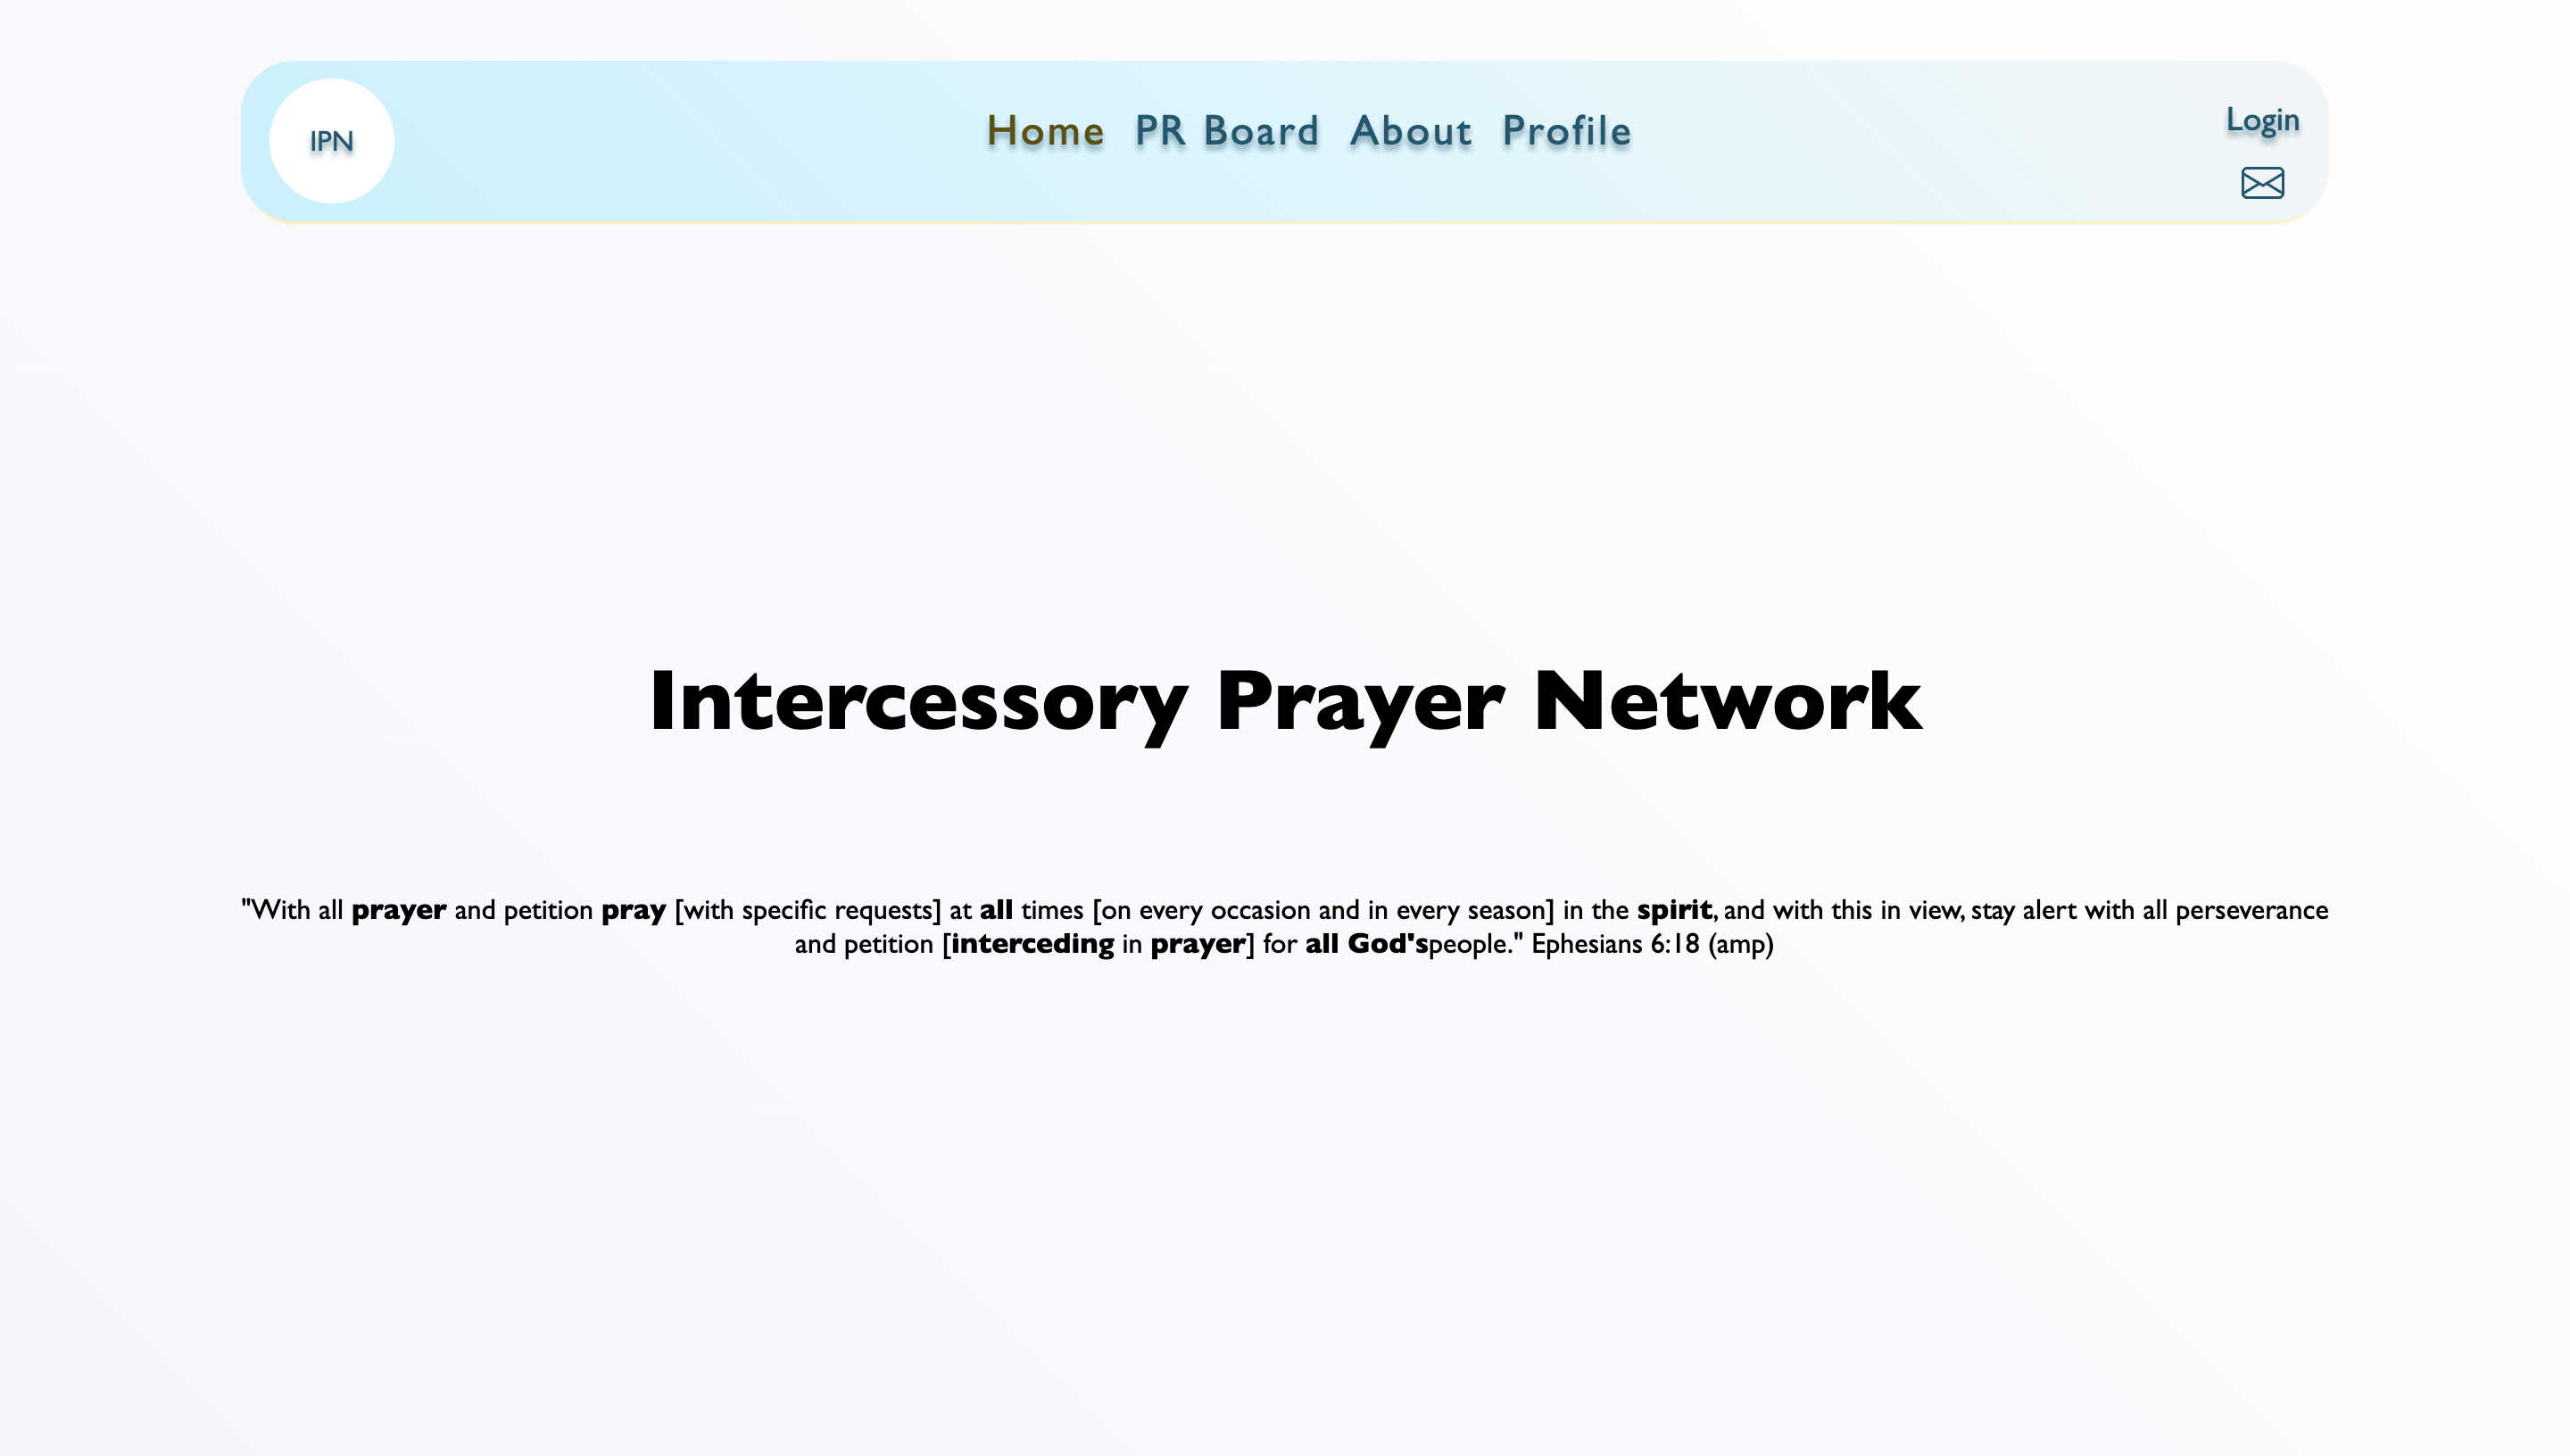 IPN
Home PR Board About Profile
Login
Intercessory Prayer Network
"With all prayer and petition pray [with specific requests] at all times [on every occasion and in every season] in the spirit, and with this in view, stay alert with all perseverance
and petition [interceding in prayer] for all God'speople." Ephesians 6:18 (amp)